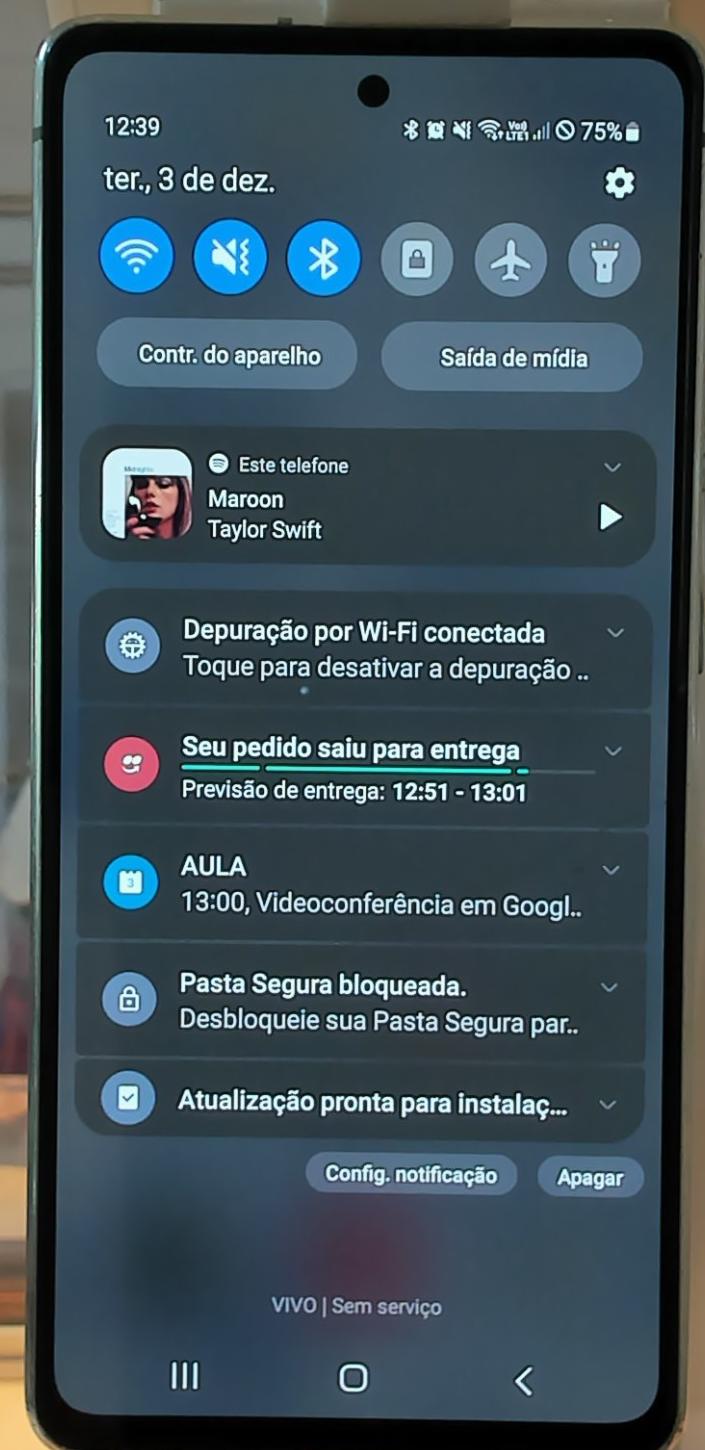 12:39
75%
ter., 3 de dez.
Contr. do aparelho
Saída de mídia
Este telefone
Maroon
Taylor Swift
Depuração por Wi-Fi conectada
Toque para desativar a depuração ..
Seu pedido saiu para entrega
Previsão de entrega: 12:51 - 13:01
3
AULA
13:00, Videoconferência em Googl..
Pasta Segura bloqueada.
Desbloqueie sua Pasta Segura par..
Atualização pronta para instalaç...
Config. notificação
Apagar
VIVO | Sem serviço